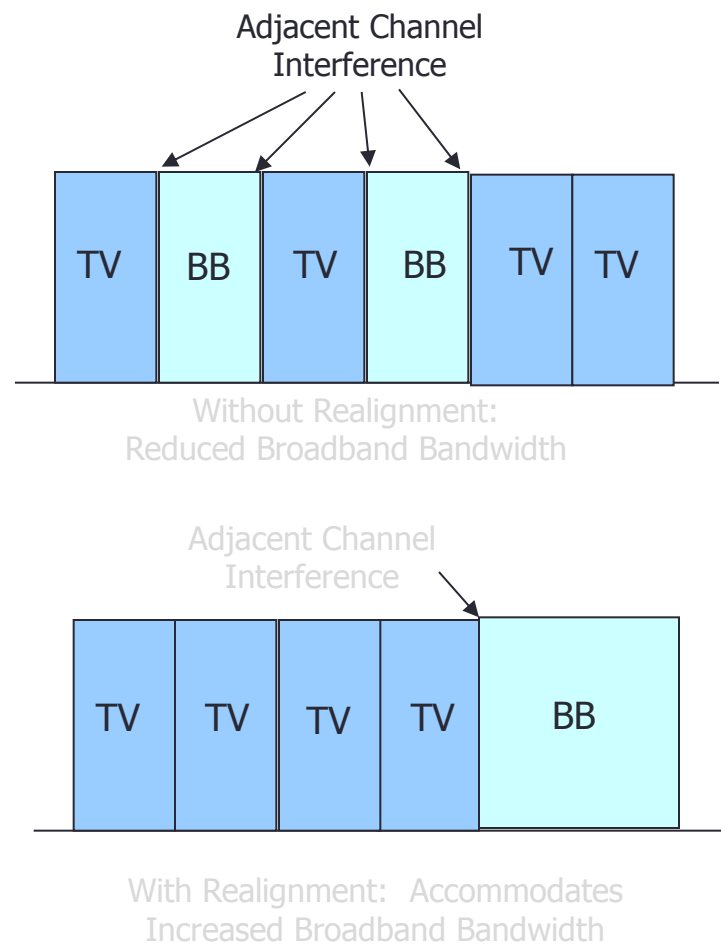 Adjacent Channel
Interference
TV BB TV BB TV TV
Without Realignment:
Reduced Broadband Bandwidth
Adjacent Channel
Interference
TV TV TV TV BB
With Realignment: Accommodates
Increased Broadband Bandwidth